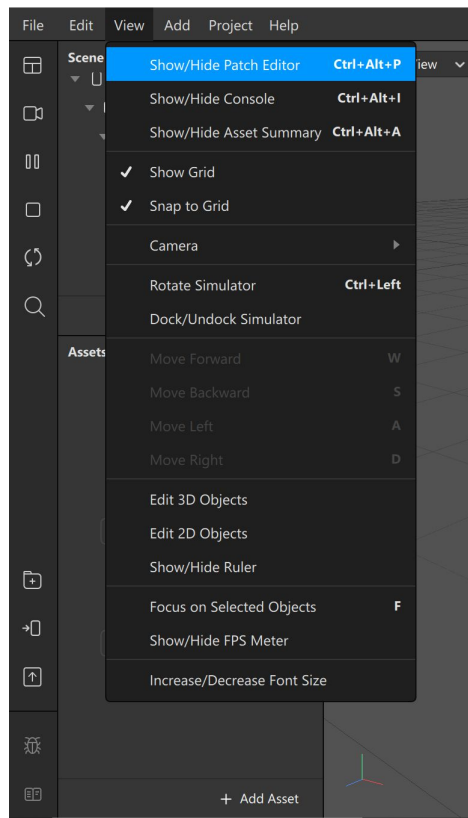 File Edit View Add Project Help
Scene
Show/Hide Patch Editor Ctrl+Alt+P
Show/Hide Console Ctrl+Alt+I
Show/Hide Asset Summary Ctrl+Alt+A
Show Grid
Snap to Grid
Camera
Rotate Simulator Ctrl+Left
Dock/Undock Simulator
Assets
Move Forward W
Move Backward S
Move Left A
Move Right D
Edit 3D Objects
Edit 2D Objects
Show/Hide Ruler
Focus on Selected Objects F
Show/Hide FPS Meter
Increase/Decrease Font Size
+ Add Asset